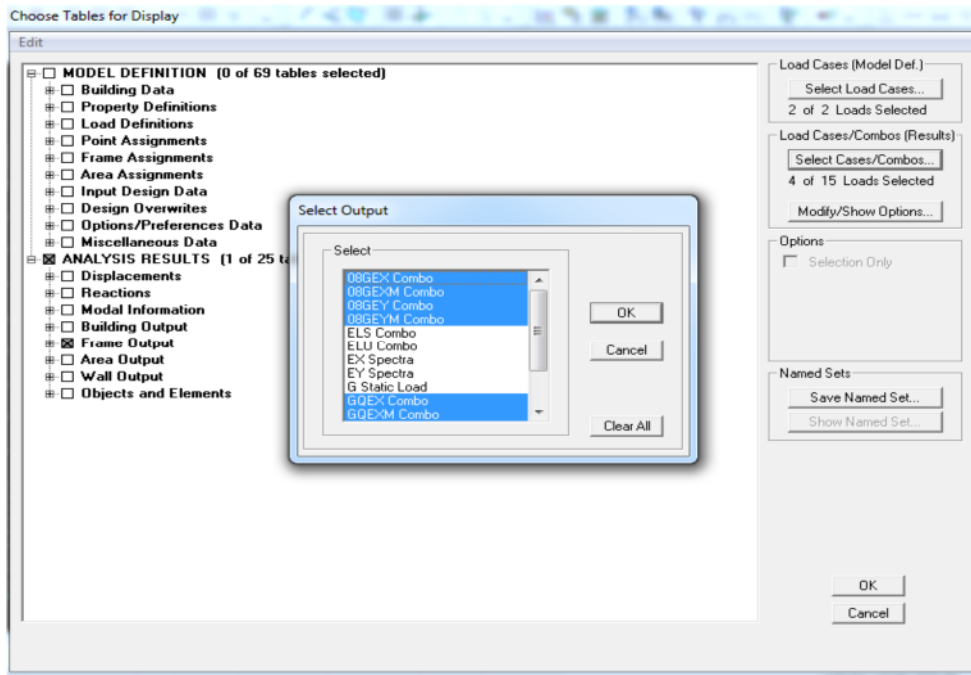 Choose Tables for Display
Edit
MODEL DEFINITION (0 of 69 tables selected)
Building Data
Property Definitions
Load Definitions
Point Assignments
Frame Assignments
Area Assignments
Input Design Data
Design Overwrites
Options/Preferences Data
Miscellaneous Data
ANALYSIS RESULTS (1 of 25 ta
Displacements
Reactions
Modal Information
Building Output
Frame Output
Area Output
Wall Output
Objects and Elements
Select Output
Select
08GEX Combo
08GEXM Combo
08GEY Combo
08GEYM Combo
ELS Combo
ELU Combo
EX Spectra
EY Spectra
G Static Load
GQEX Combo
GQEXM Combo
OK
Cancel
Clear All
Load Cases (Model Def.)
Select Load Cases...
2 of 2 Loads Selected
Load Cases/Combos (Results)
Select Cases/Combos...
4 of 15 Loads Selected
Modify/Show Options...
Options
Selection Only
Named Sets
Save Named Set...
Show Named Set...
OK
Cancel